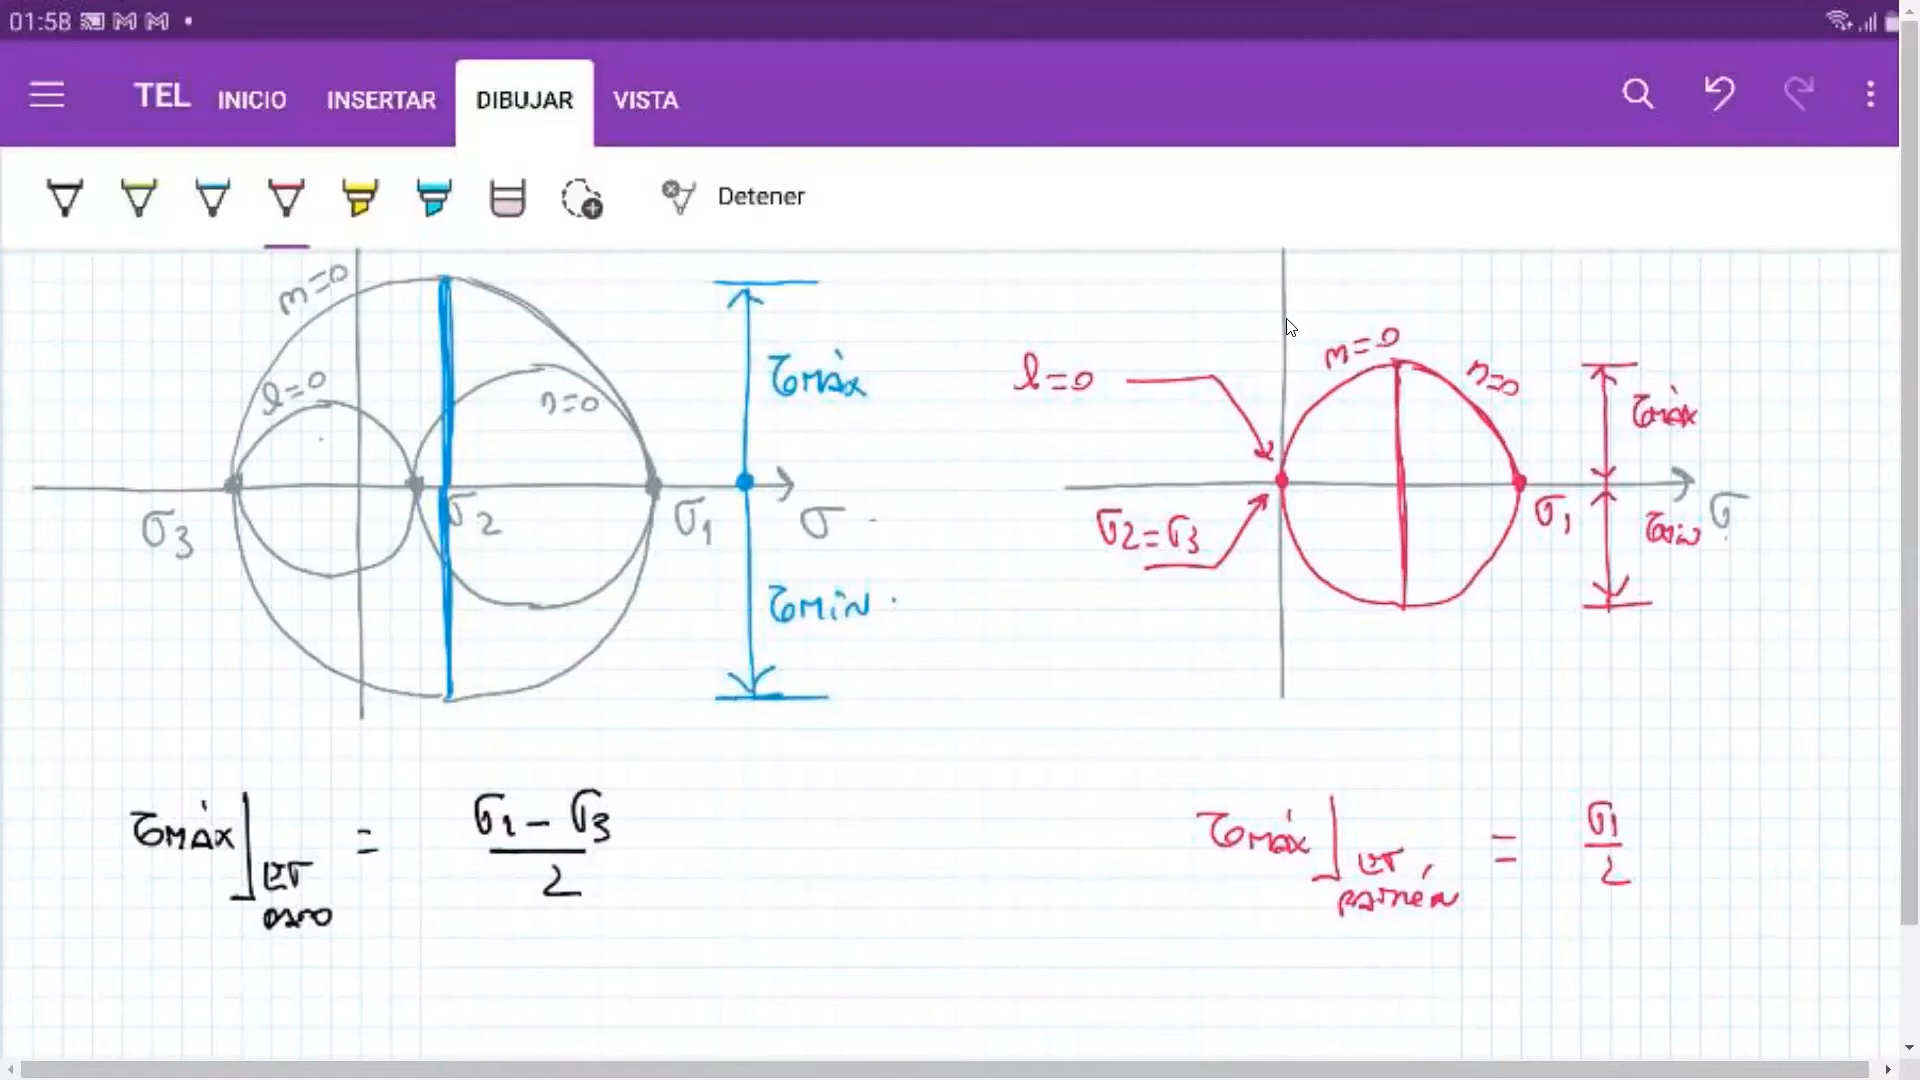 01:58
TEL INICIO INSERTAR DIBUJAR VISTA
Detener
m=0
l=0
n=0
σ3
σ2
σ1
σ
τmáx
τmín
l=0
m=0
n=0
σ2=σ3
σ1
τmáx
τmín
σ
τmáx = σ1 - σ3 / 2
τmáx = σ1 / 2